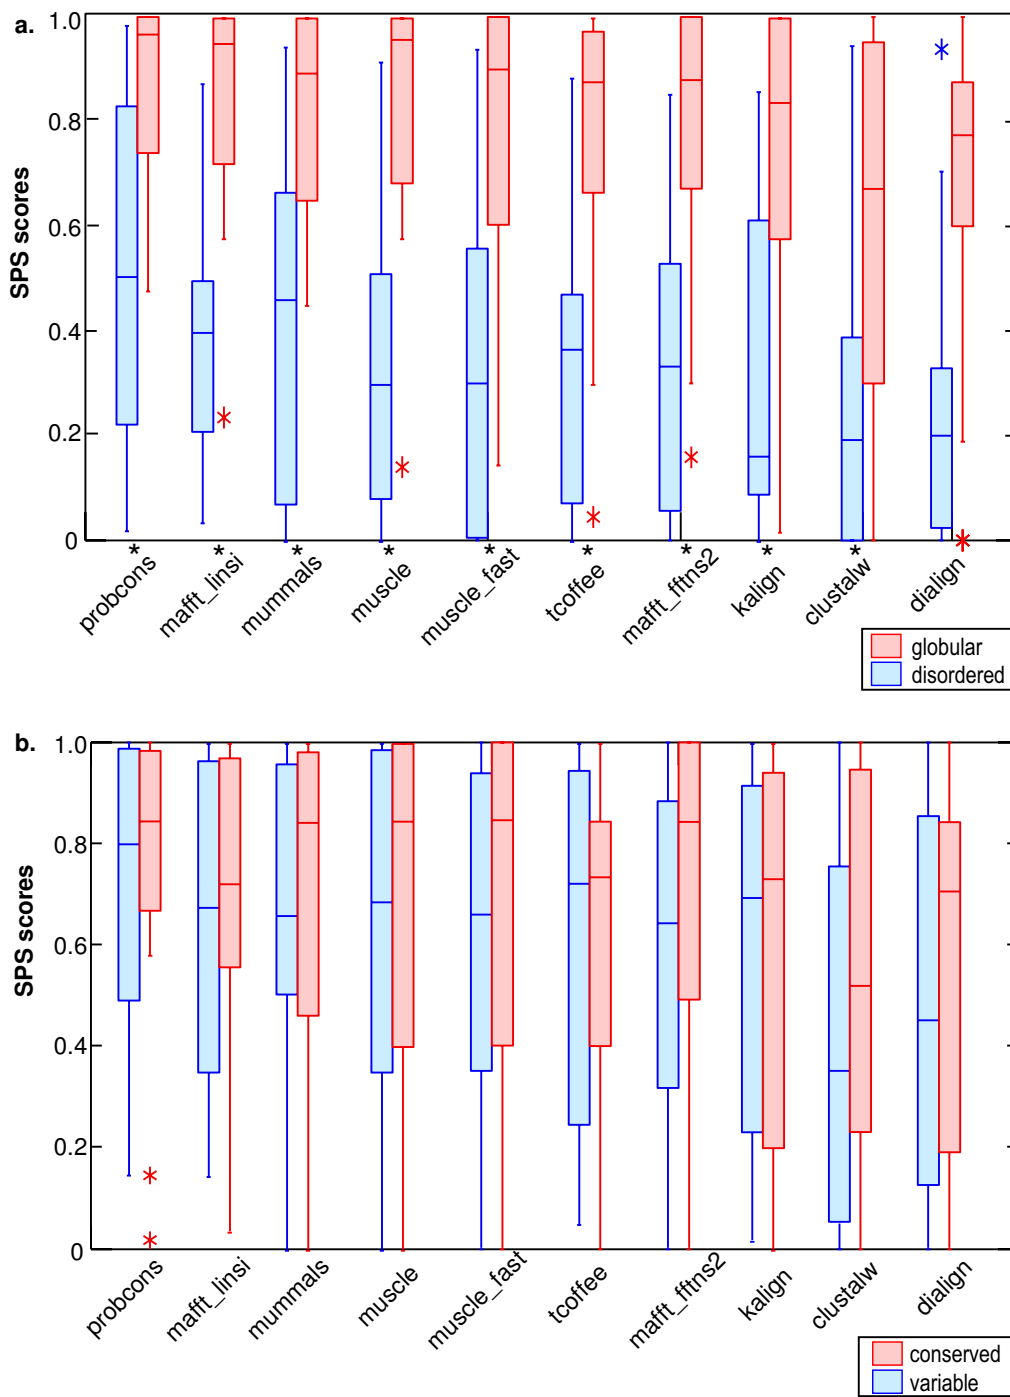 a.
SPS scores
1.0
0.8
0.6
0.4
0.2
0
* * * * * * * * *
probcons mafft_linsi mummals muscle muscle_fast tcoffee mafft_fftns2 kalign clustalw dialign
globular
disordered
b.
SPS scores
1.0
0.8
0.6
0.4
0.2
0
probcons mafft_linsi mummals muscle muscle_fast tcoffee mafft_fftns2 kalign clustalw dialign
conserved
variable